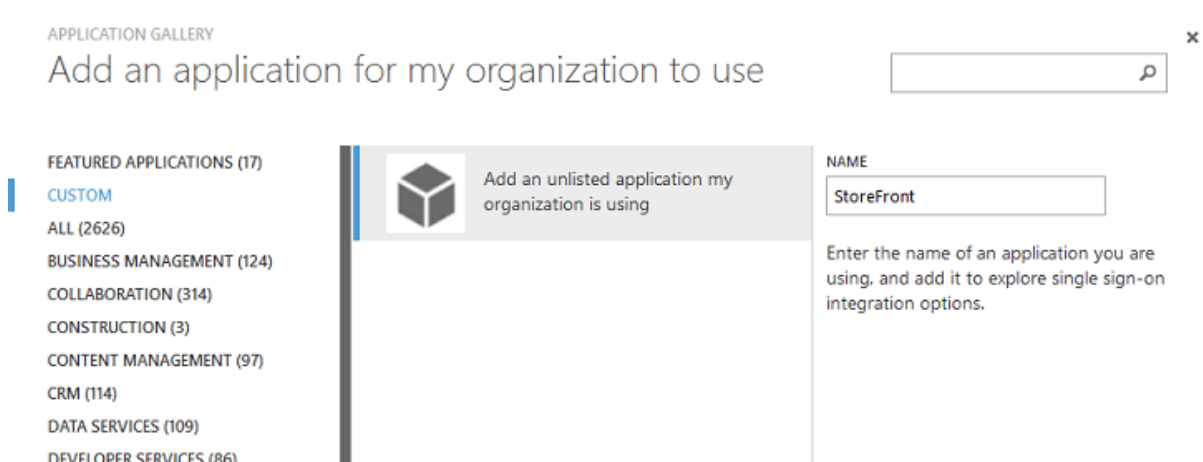 APPLICATION GALLERY
Add an application for my organization to use
FEATURED APPLICATIONS (17)
CUSTOM
ALL (2626)
BUSINESS MANAGEMENT (124)
COLLABORATION (314)
CONSTRUCTION (3)
CONTENT MANAGEMENT (97)
CRM (114)
DATA SERVICES (109)
DEVELOPER SERVICES (86)
Add an unlisted application my
organization is using
NAME
StoreFront
Enter the name of an application you are
using, and add it to explore single sign-on
integration options.